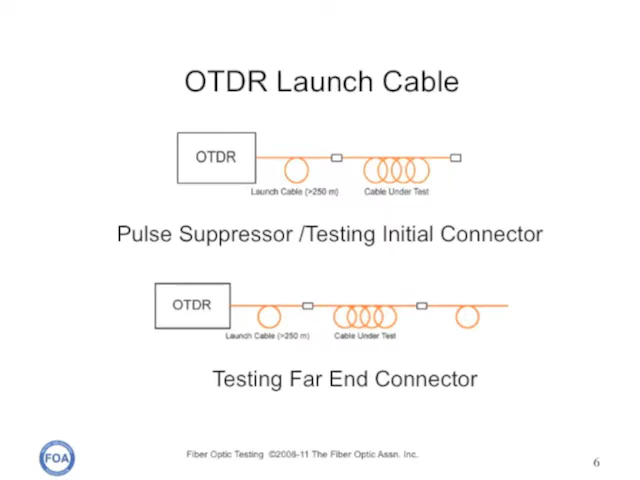 OTDR Launch Cable
OTDR
Launch Cable (>250 m)
Cable Under Test
Pulse Suppressor /Testing Initial Connector
OTDR
Launch Cable (>250 m)
Cable Under Test
Testing Far End Connector
FOA
Fiber Optic Testing ©2008-11 The Fiber Optic Assn. Inc.
6